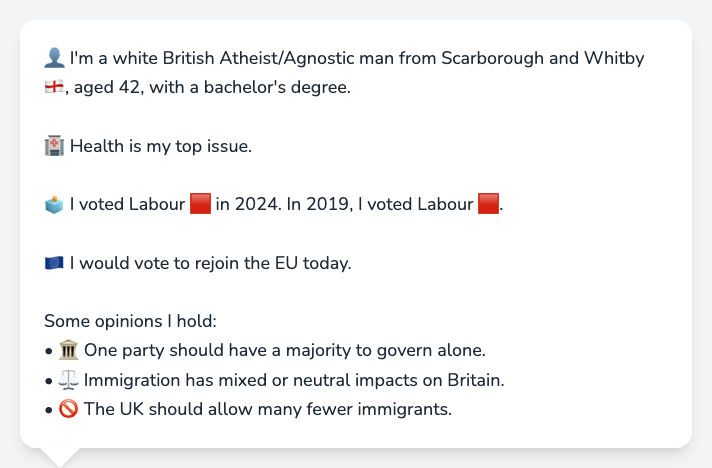 👤 I'm a white British Atheist/Agnostic man from Scarborough and Whitby
🏴󠁧󠁢󠁥󠁮󠁧󠁿, aged 42, with a bachelor's degree.
🏥 Health is my top issue.
🗳️ I voted Labour 🟥 in 2024. In 2019, I voted Labour 🟥.
🇪🇺 I would vote to rejoin the EU today.
Some opinions I hold:
• 🏛️ One party should have a majority to govern alone.
• ⚖️ Immigration has mixed or neutral impacts on Britain.
• 🚫 The UK should allow many fewer immigrants.